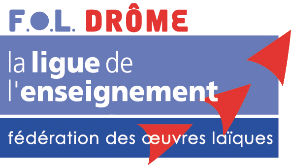 F.O.L. DRÔME
la ligue de
l'enseignement
fédération des œuvres laïques